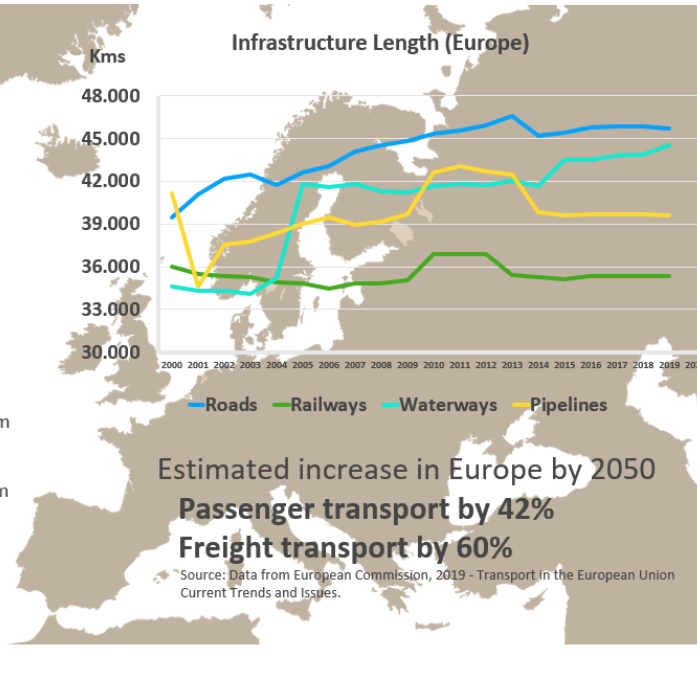 Infrastructure Length (Europe)
Kms
48.000
45.000
42.000
39.000
36.000
33.000
30.000
2000 2001 2002 2003 2004 2005 2006 2007 2008 2009 2010 2011 2012 2013 2014 2015 2016 2017 2018 2019
Roads Railways Waterways Pipelines
m
m
Estimated increase in Europe by 2050
Passenger transport by 42%
Freight transport by 60%
Source: Data from European Commission, 2019 - Transport in the European Union
Current Trends and Issues.